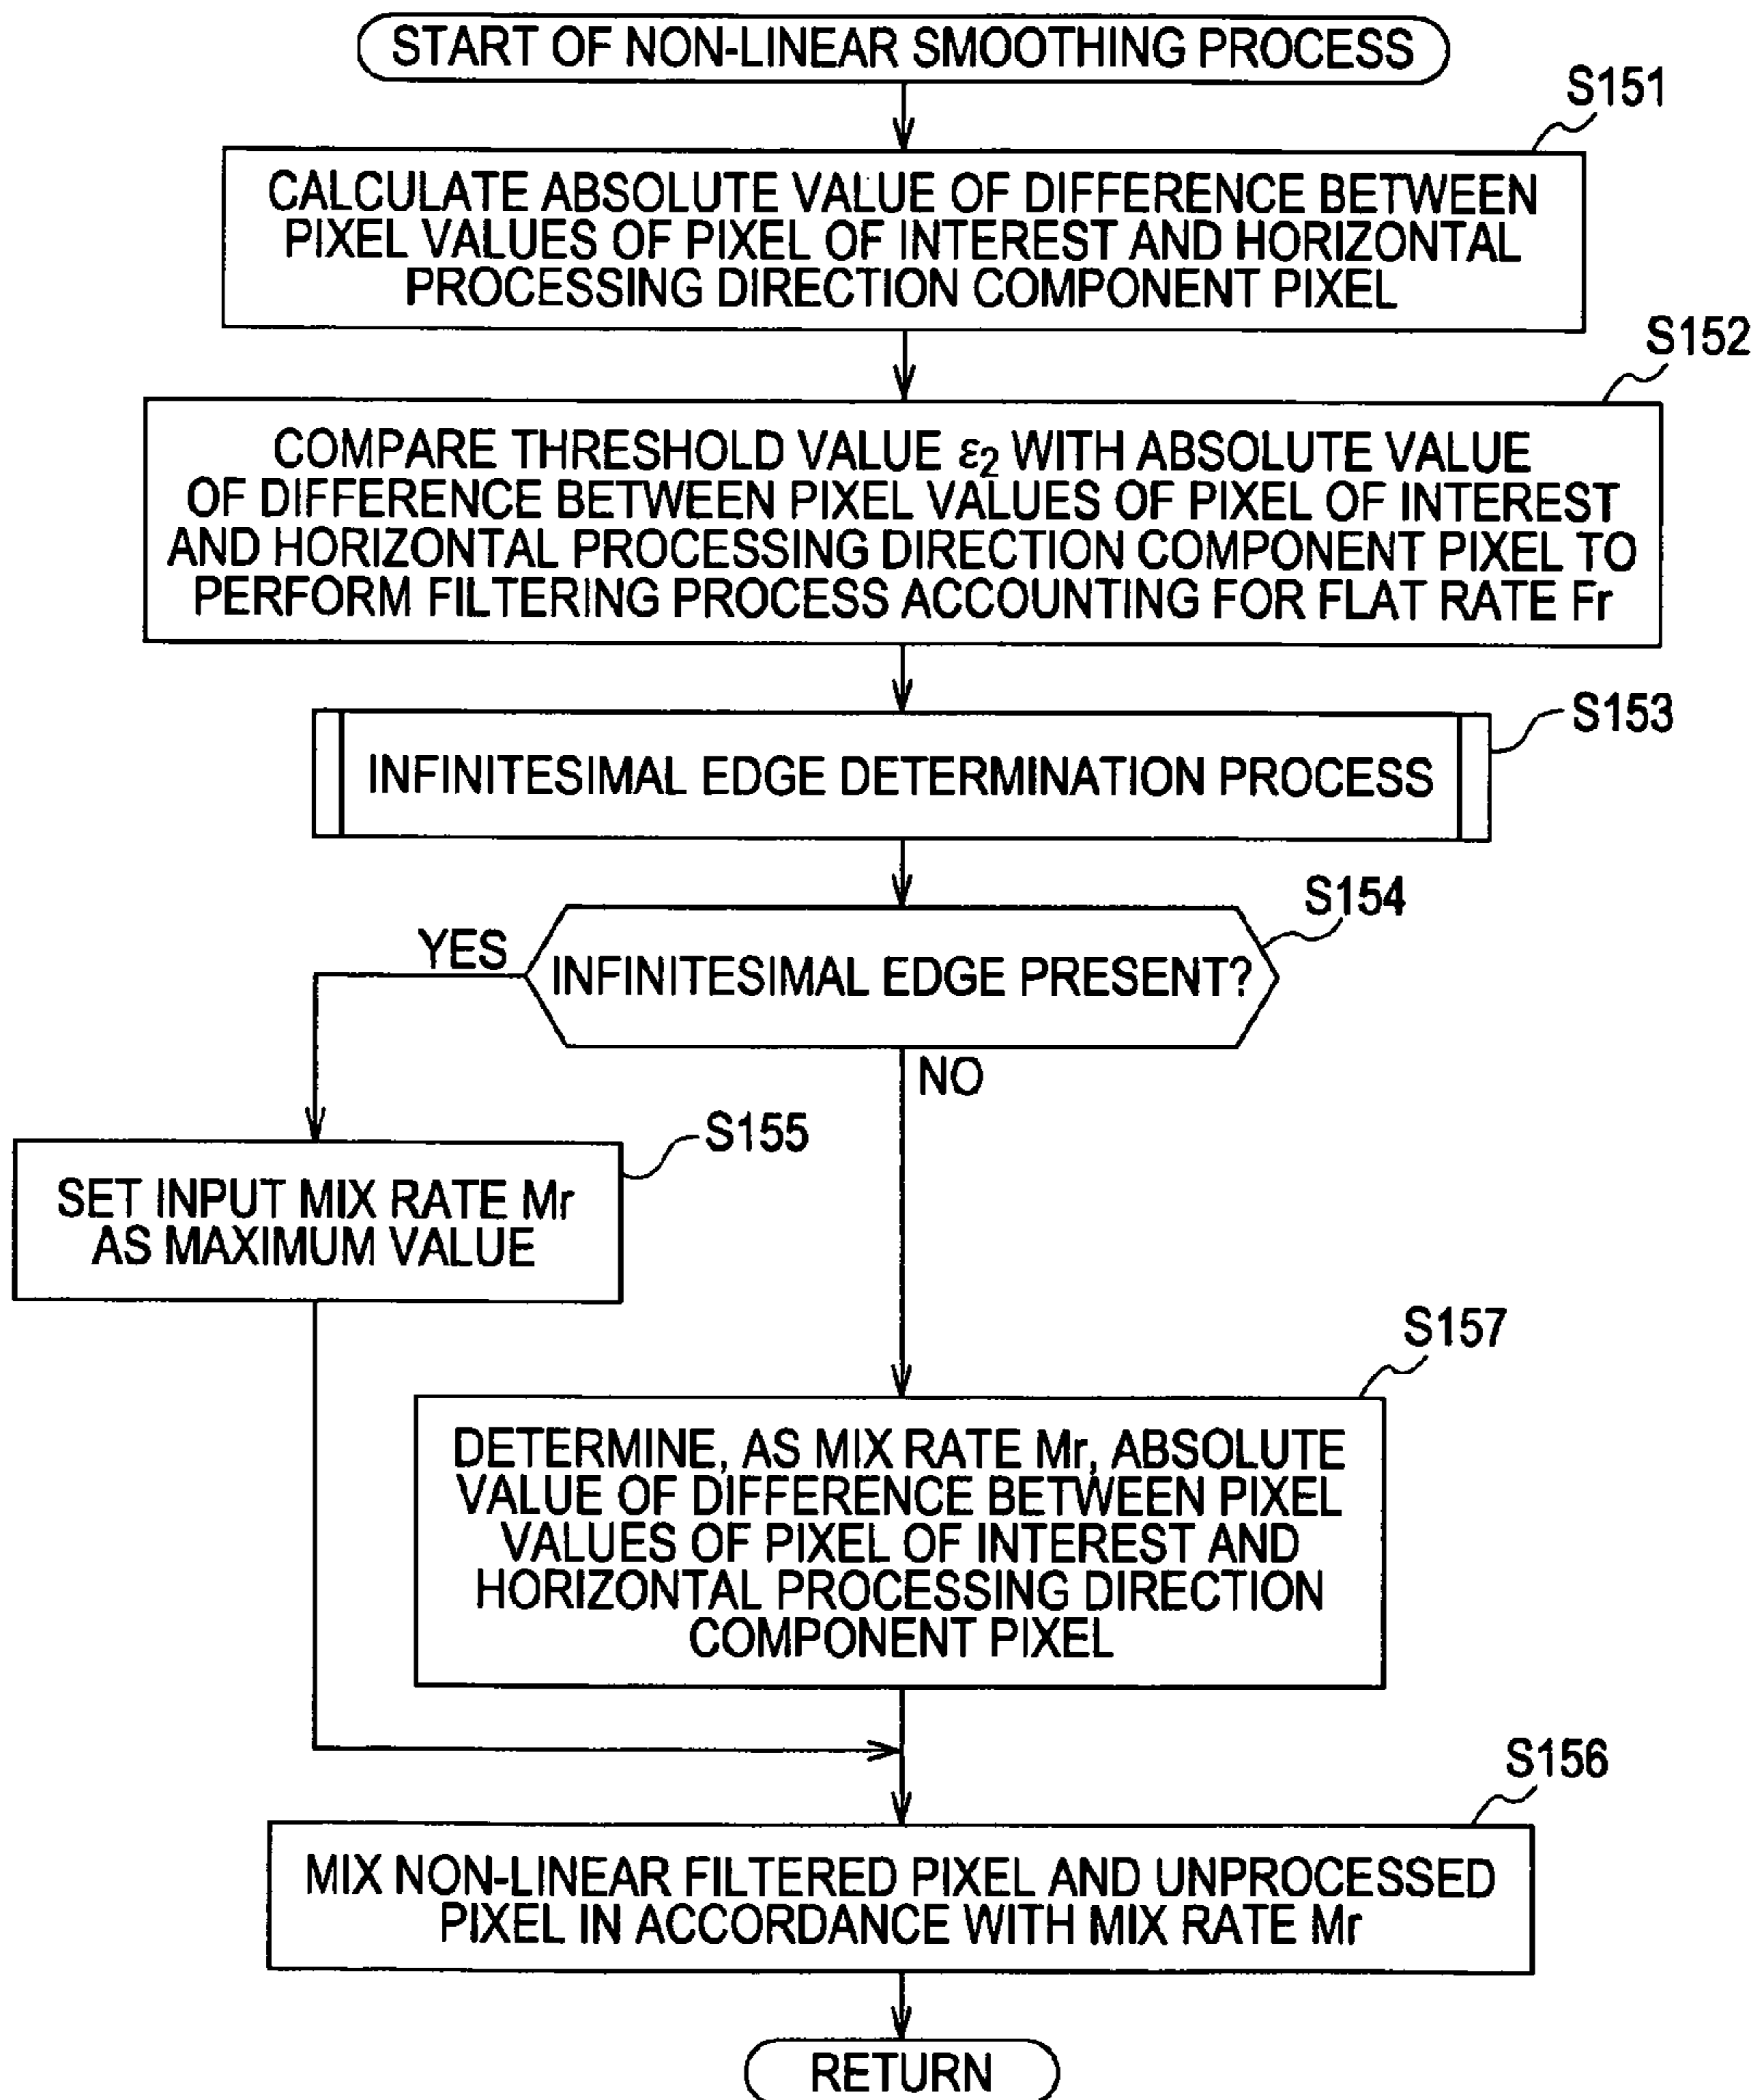 START OF NON-LINEAR SMOOTHING PROCESS
S151
CALCULATE ABSOLUTE VALUE OF DIFFERENCE BETWEEN
PIXEL VALUES OF PIXEL OF INTEREST AND HORIZONTAL
PROCESSING DIRECTION COMPONENT PIXEL
S152
COMPARE THRESHOLD VALUE ε2 WITH ABSOLUTE VALUE
OF DIFFERENCE BETWEEN PIXEL VALUES OF PIXEL OF INTEREST
AND HORIZONTAL PROCESSING DIRECTION COMPONENT PIXEL TO
PERFORM FILTERING PROCESS ACCOUNTING FOR FLAT RATE Fr
S153
INFINITESIMAL EDGE DETERMINATION PROCESS
S154
YES
INFINITESIMAL EDGE PRESENT?
NO
S155
SET INPUT MIX RATE Mr
AS MAXIMUM VALUE
S157
DETERMINE, AS MIX RATE Mr, ABSOLUTE
VALUE OF DIFFERENCE BETWEEN PIXEL
VALUES OF PIXEL OF INTEREST AND
HORIZONTAL PROCESSING DIRECTION
COMPONENT PIXEL
S156
MIX NON-LINEAR FILTERED PIXEL AND UNPROCESSED
PIXEL IN ACCORDANCE WITH MIX RATE Mr
RETURN